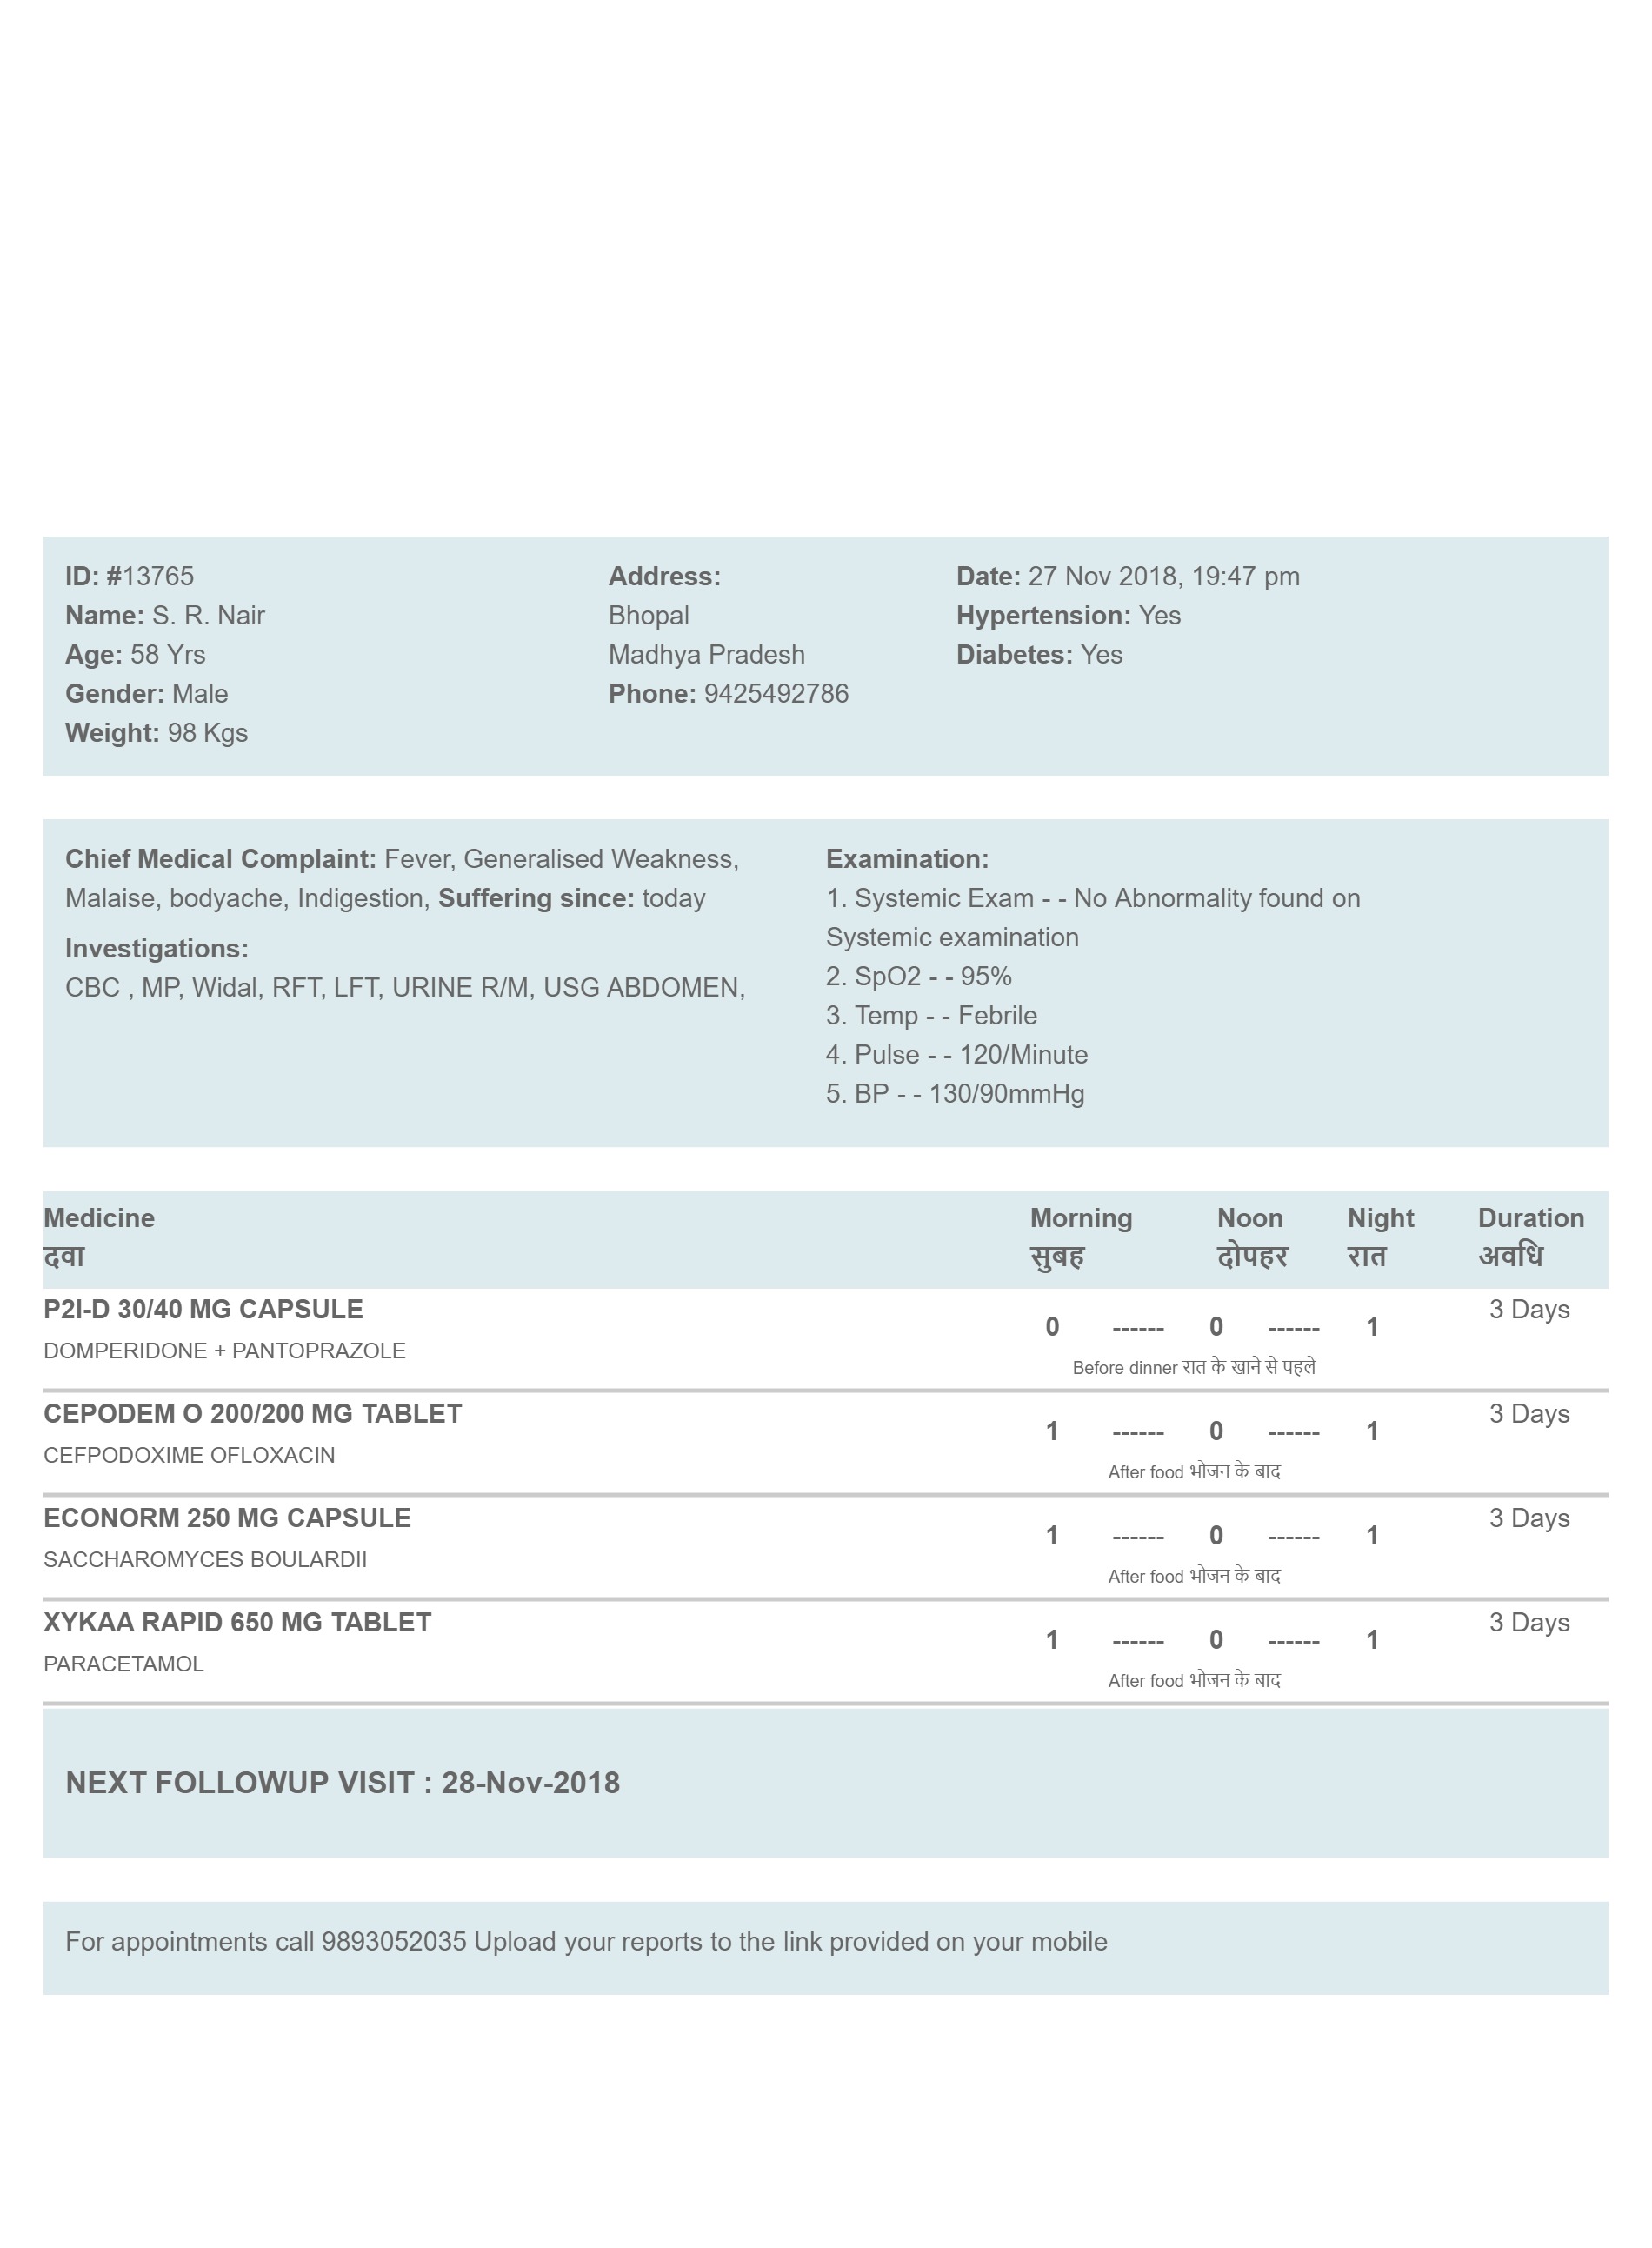 ID: #13765
Name: S. R. Nair
Age: 58 Yrs
Gender: Male
Weight: 98 Kgs
Address:
Bhopal
Madhya Pradesh
Phone: 9425492786
Date: 27 Nov 2018, 19:47 pm
Hypertension: Yes
Diabetes: Yes
Chief Medical Complaint: Fever, Generalised Weakness,
Malaise, bodyache, Indigestion, Suffering since: today
Investigations:
CBC , MP, Widal, RFT, LFT, URINE R/M, USG ABDOMEN,
Examination:
1. Systemic Exam - - No Abnormality found on
Systemic examination
2. SpO2 - - 95%
3. Temp - - Febrile
4. Pulse - - 120/Minute
5. BP - - 130/90mmHg
Medicine Morning Noon Night Duration
दवा सुबह दोपहर रात अवधि
P2I-D 30/40 MG CAPSULE 0 ------ 0 ------ 1 3 Days
DOMPERIDONE + PANTOPRAZOLE
Before dinner रात के खाने से पहले
CEPODEM O 200/200 MG TABLET 1 ------ 0 ------ 1 3 Days
CEFPODOXIME OFLOXACIN
After food भोजन के बाद
ECONORM 250 MG CAPSULE 1 ------ 0 ------ 1 3 Days
SACCHAROMYCES BOULARDII
After food भोजन के बाद
XYKAA RAPID 650 MG TABLET 1 ------ 0 ------ 1 3 Days
PARACETAMOL
After food भोजन के बाद
NEXT FOLLOWUP VISIT : 28-Nov-2018
For appointments call 9893052035 Upload your reports to the link provided on your mobile